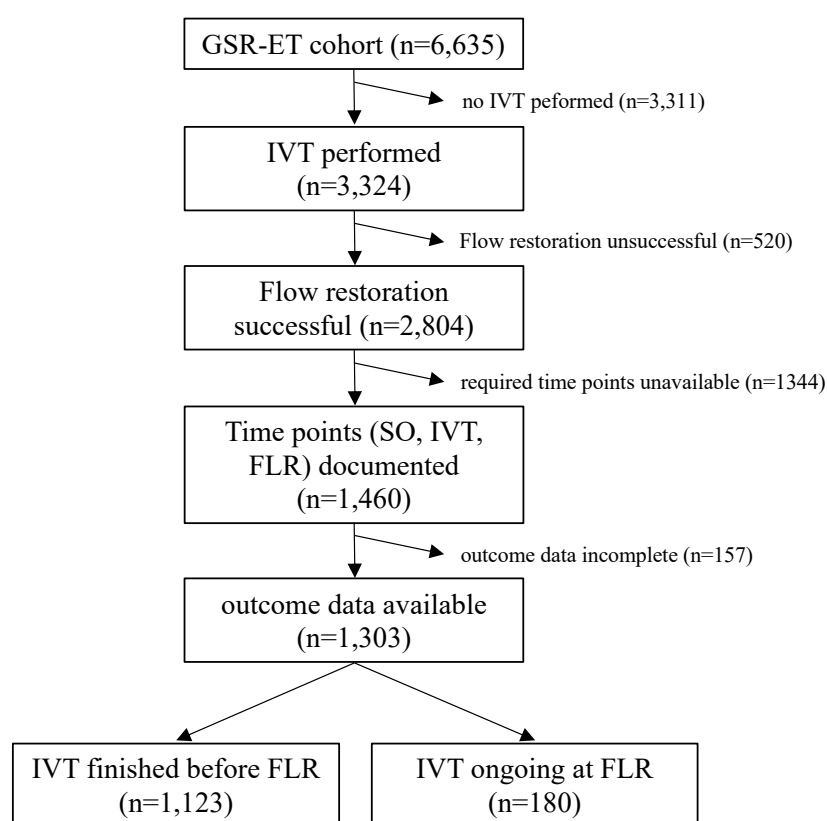 GSR-ET cohort (n=6,635)
no IVT peformed (n=3,311)
IVT performed
(n=3,324)
Flow restoration unsuccessful (n=520)
Flow restoration
successful (n=2,804)
required time points unavailable (n=1344)
Time points (SO, IVT,
FLR) documented
(n=1,460)
outcome data incomplete (n=157)
outcome data available
(n=1,303)
IVT finished before FLR
(n=1,123)
IVT ongoing at FLR
(n=180)